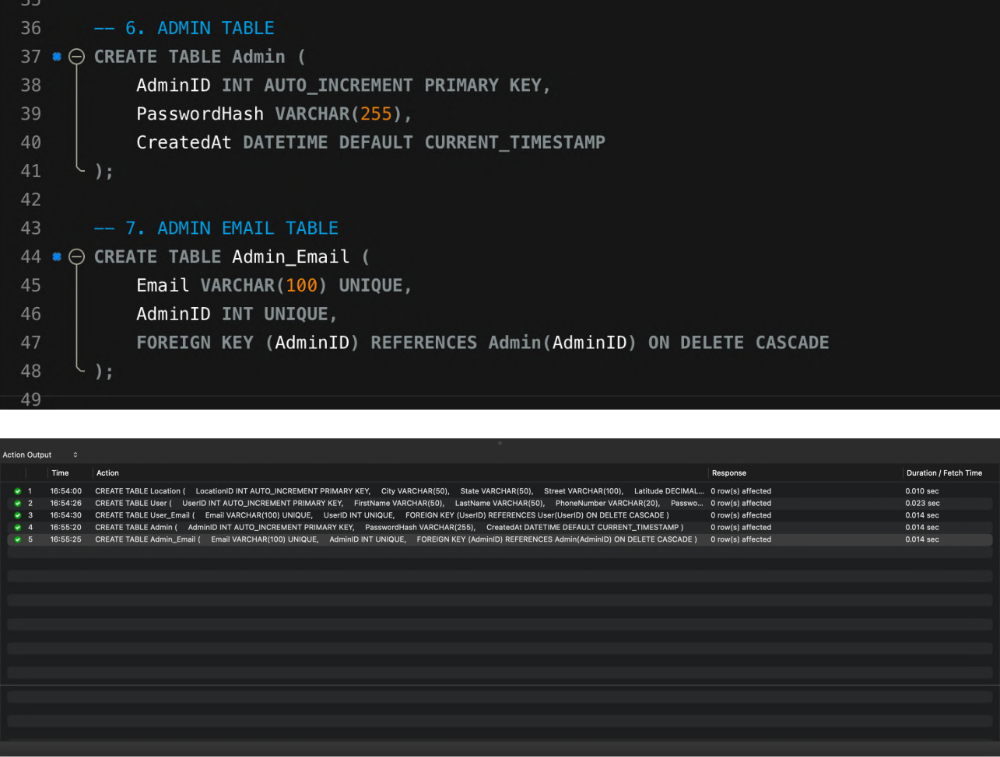 35
36 -- 6. ADMIN TABLE
37 CREATE TABLE Admin (
38 AdminID INT AUTO_INCREMENT PRIMARY KEY,
39 PasswordHash VARCHAR(255),
40 CreatedAt DATETIME DEFAULT CURRENT_TIMESTAMP
41 );
42
43 -- 7. ADMIN EMAIL TABLE
44 CREATE TABLE Admin_Email (
45 Email VARCHAR(100) UNIQUE,
46 AdminID INT UNIQUE,
47 FOREIGN KEY (AdminID) REFERENCES Admin(AdminID) ON DELETE CASCADE
48 );
49
Action Output
Time Action Response Duration / Fetch Time
1 16:54:00 CREATE TABLE Location ( LocationID INT AUTO_INCREMENT PRIMARY KEY, City VARCHAR(50), State VARCHAR(50), Street VARCHAR(100), Latitude DECIMAL... 0 row(s) affected 0.010 sec
2 16:54:26 CREATE TABLE User ( UserID INT AUTO_INCREMENT PRIMARY KEY, FirstName VARCHAR(50), LastName VARCHAR(50), PhoneNumber VARCHAR(20), Passwo... 0 row(s) affected 0.023 sec
3 16:54:30 CREATE TABLE User_Email ( Email VARCHAR(100) UNIQUE, UserID INT UNIQUE, FOREIGN KEY (UserID) REFERENCES User(UserID) ON DELETE CASCADE ) 0 row(s) affected 0.014 sec
4 16:55:20 CREATE TABLE Admin ( AdminID INT AUTO_INCREMENT PRIMARY KEY, PasswordHash VARCHAR(255), CreatedAt DATETIME DEFAULT CURRENT_TIMESTAMP ) 0 row(s) affected 0.014 sec
5 16:55:25 CREATE TABLE Admin_Email ( Email VARCHAR(100) UNIQUE, AdminID INT UNIQUE, FOREIGN KEY (AdminID) REFERENCES Admin(AdminID) ON DELETE CASCADE ) 0 row(s) affected 0.014 sec